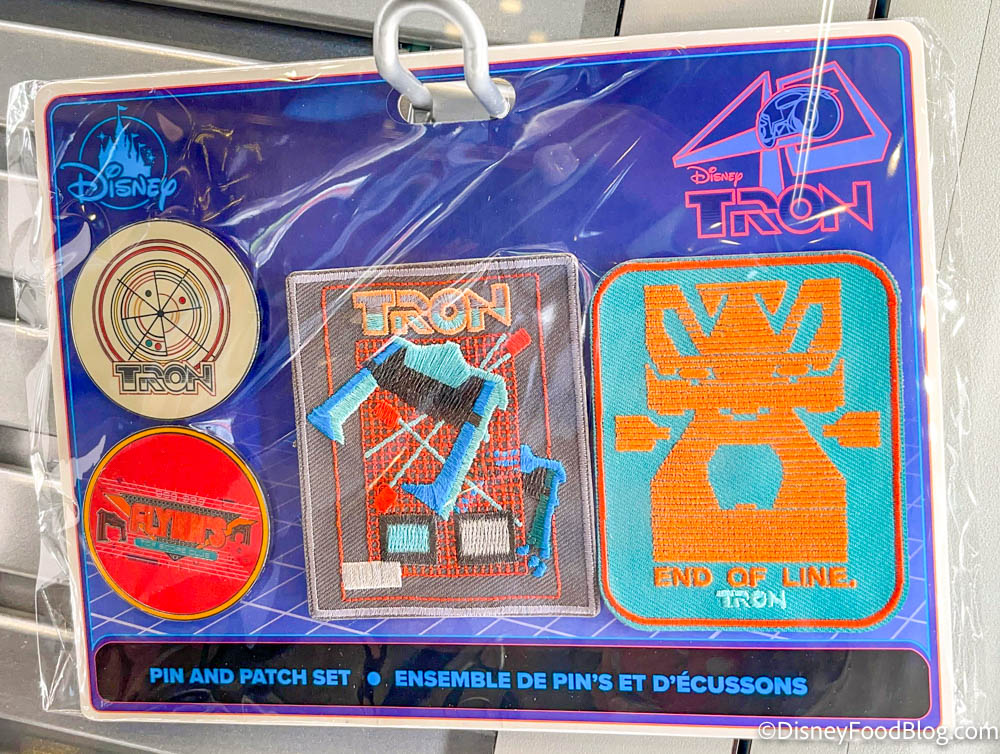 Disney
Disney
TRON
TRON
TRON
FLYNN'S
END OF LINE.
TRON
PIN AND PATCH SET • ENSEMBLE DE PIN'S ET D'ÉCUSSONS
©DisneyFoodBlog.com